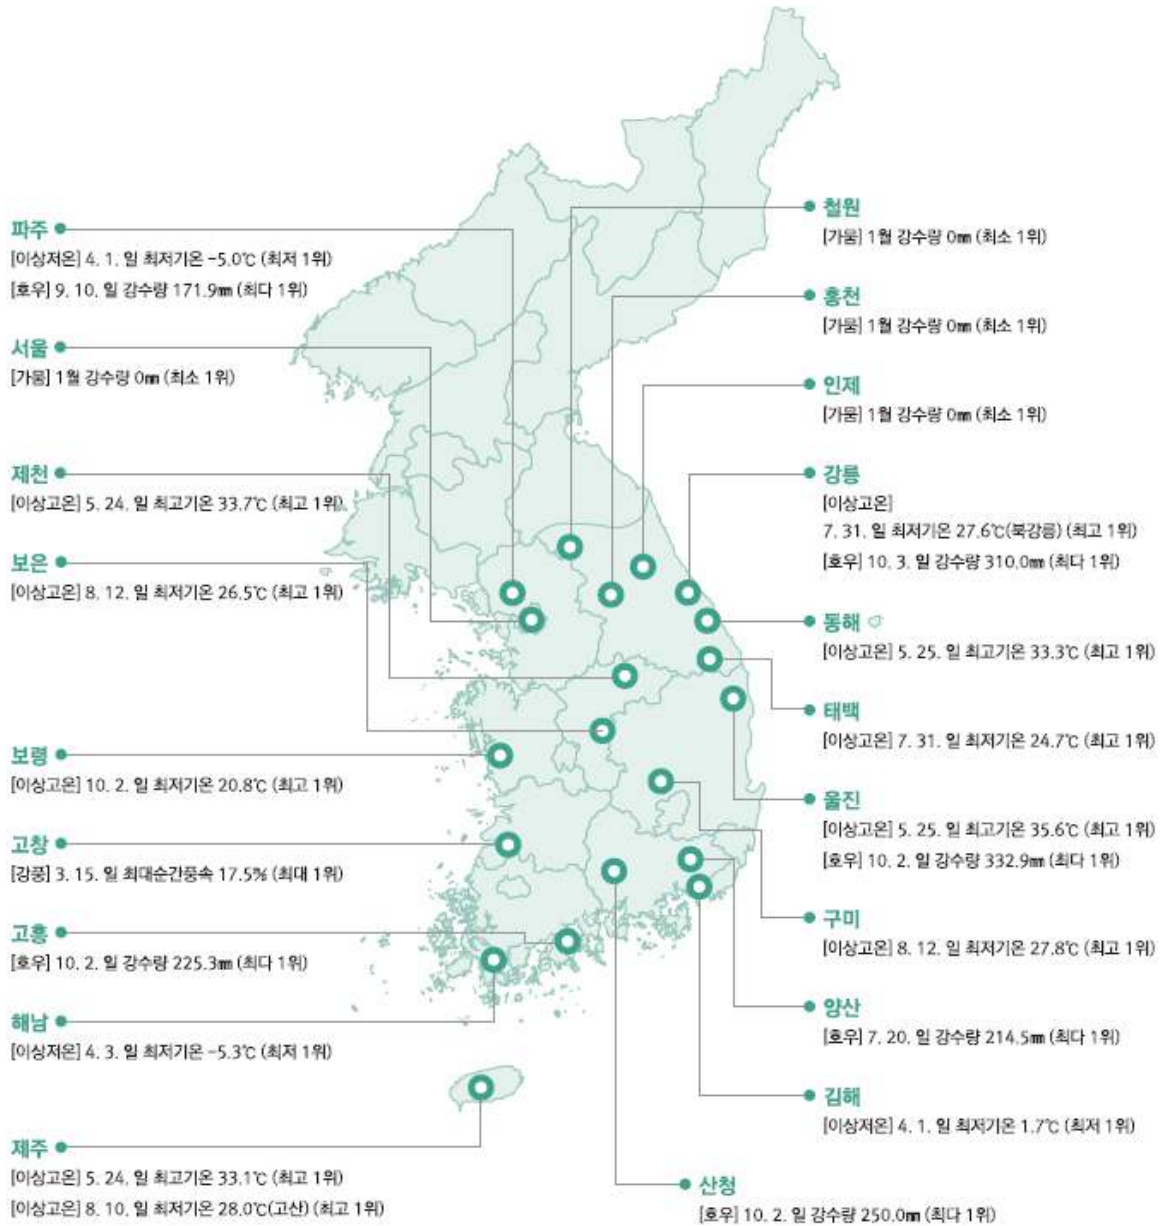 파주
[이상저온] 4. 1. 일 최저기온 -5.0℃ (최저 1위)
[호우] 9. 10. 일 강수량 171.9㎜ (최다 1위)
서울
[가뭄] 1월 강수량 0㎜ (최소 1위)
제천
[이상고온] 5. 24. 일 최고기온 33.7℃ (최고 1위)
보은
[이상고온] 8. 12. 일 최저기온 26.5℃ (최고 1위)
보령
[이상고온] 10. 2. 일 최저기온 20.8℃ (최고 1위)
고창
[강풍] 3. 15. 일 최대순간풍속 17.5㎧ (최대 1위)
고흥
[호우] 10. 2. 일 강수량 225.3㎜ (최다 1위)
해남
[이상저온] 4. 3. 일 최저기온 -5.3℃ (최저 1위)
제주
[이상고온] 5. 24. 일 최고기온 33.1℃ (최고 1위)
[이상고온] 8. 10. 일 최저기온 28.0℃(고산) (최고 1위)
철원
[가뭄] 1월 강수량 0㎜ (최소 1위)
홍천
[가뭄] 1월 강수량 0㎜ (최소 1위)
인제
[가뭄] 1월 강수량 0㎜ (최소 1위)
강릉
[이상고온]
7. 31. 일 최저기온 27.6℃(북강릉) (최고 1위)
[호우] 10. 3. 일 강수량 310.0㎜ (최다 1위)
동해
[이상고온] 5. 25. 일 최고기온 33.3℃ (최고 1위)
태백
[이상고온] 7. 31. 일 최저기온 24.7℃ (최고 1위)
울진
[이상고온] 5. 25. 일 최고기온 35.6℃ (최고 1위)
[호우] 10. 2. 일 강수량 332.9㎜ (최다 1위)
구미
[이상고온] 8. 12. 일 최저기온 27.8℃ (최고 1위)
양산
[호우] 7. 20. 일 강수량 214.5㎜ (최다 1위)
김해
[이상저온] 4. 1. 일 최저기온 1.7℃ (최저 1위)
산청
[호우] 10. 2. 일 강수량 250.0㎜ (최다 1위)